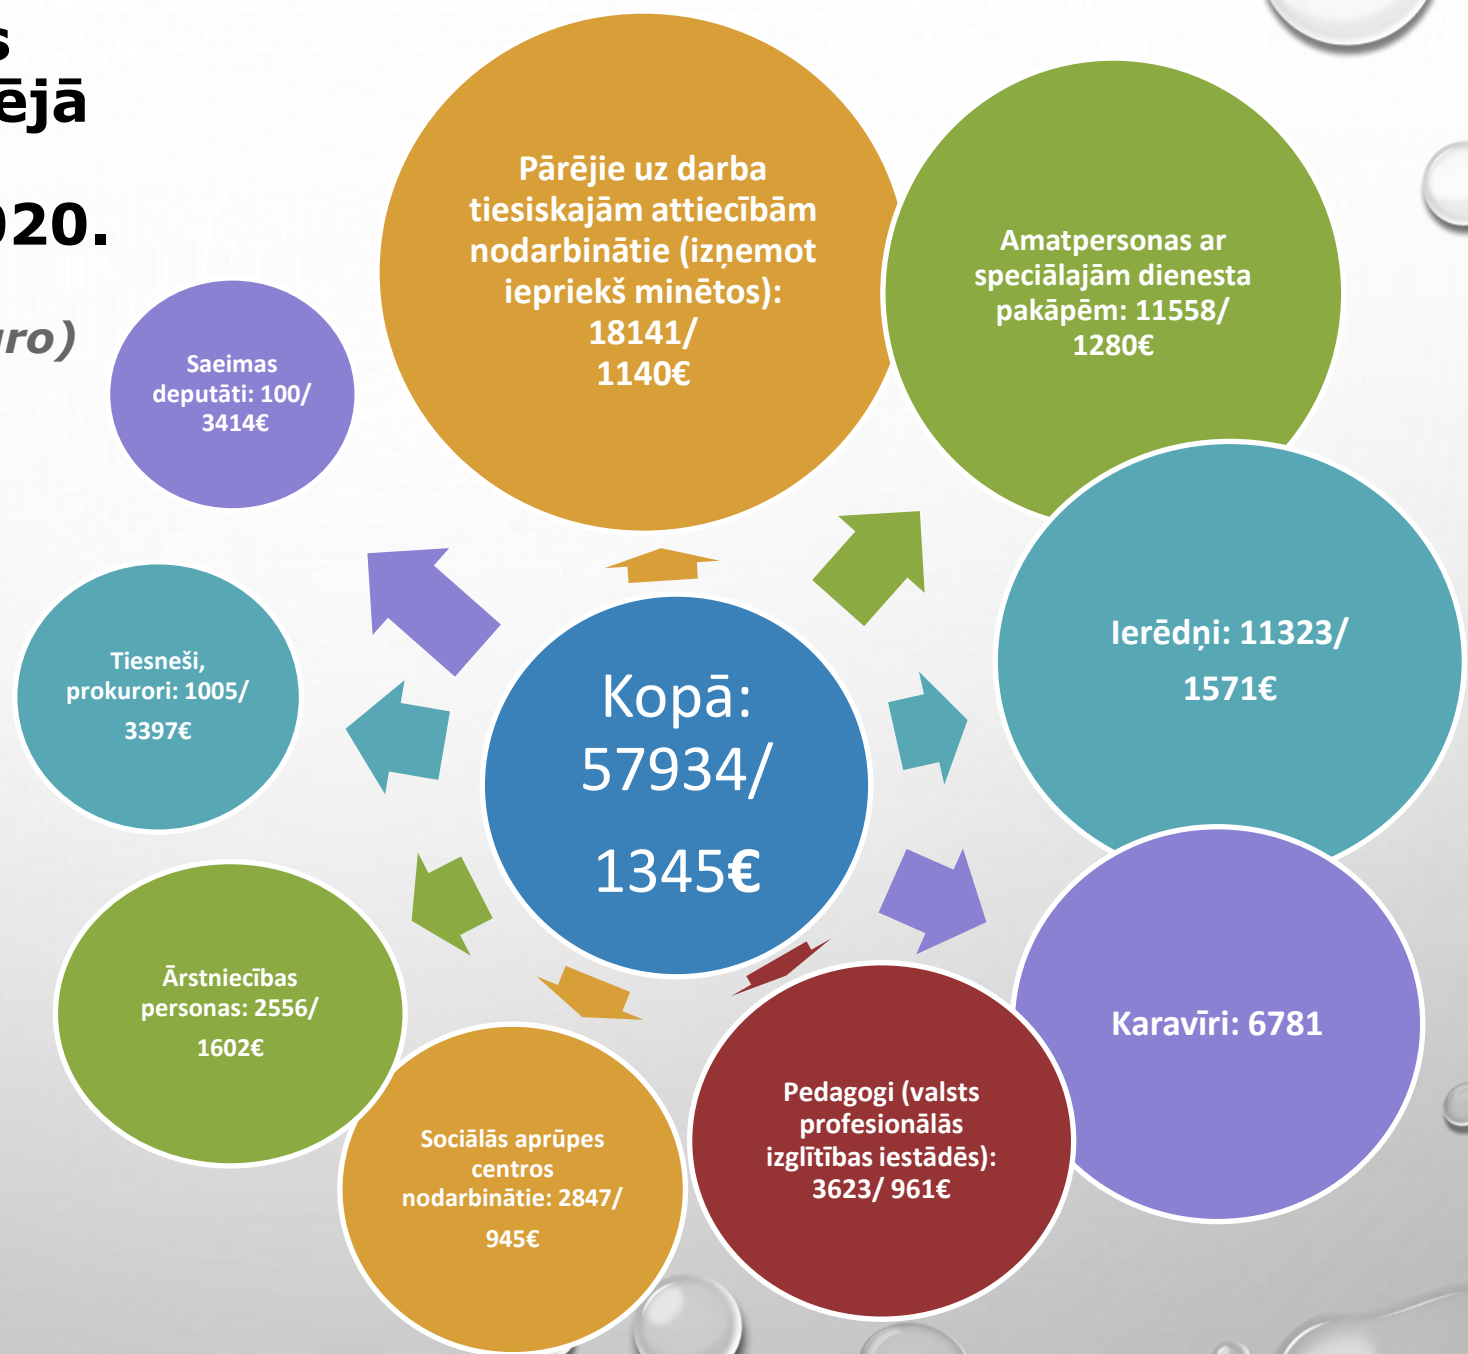 s
ējā
020.
uro)
Pārējie uz darba
tiesiskajām attiecībām
nodarbinātie (izņemot
iepriekš minētos):
18141/
1140€
Amatpersonas ar
speciālajām dienesta
pakāpēm: 11558/
1280€
Ierēdņi: 11323/
1571€
Karavīri: 6781
Pedagogi (valsts
profesionālās
izglītības iestādēs):
3623/ 961€
Sociālās aprūpes
centros
nodarbinātie: 2847/
945€
Ārstniecības
personas: 2556/
1602€
Tiesneši,
prokurori: 1005/
3397€
Saeimas
deputāti: 100/
3414€
Kopā:
57934/
1345€